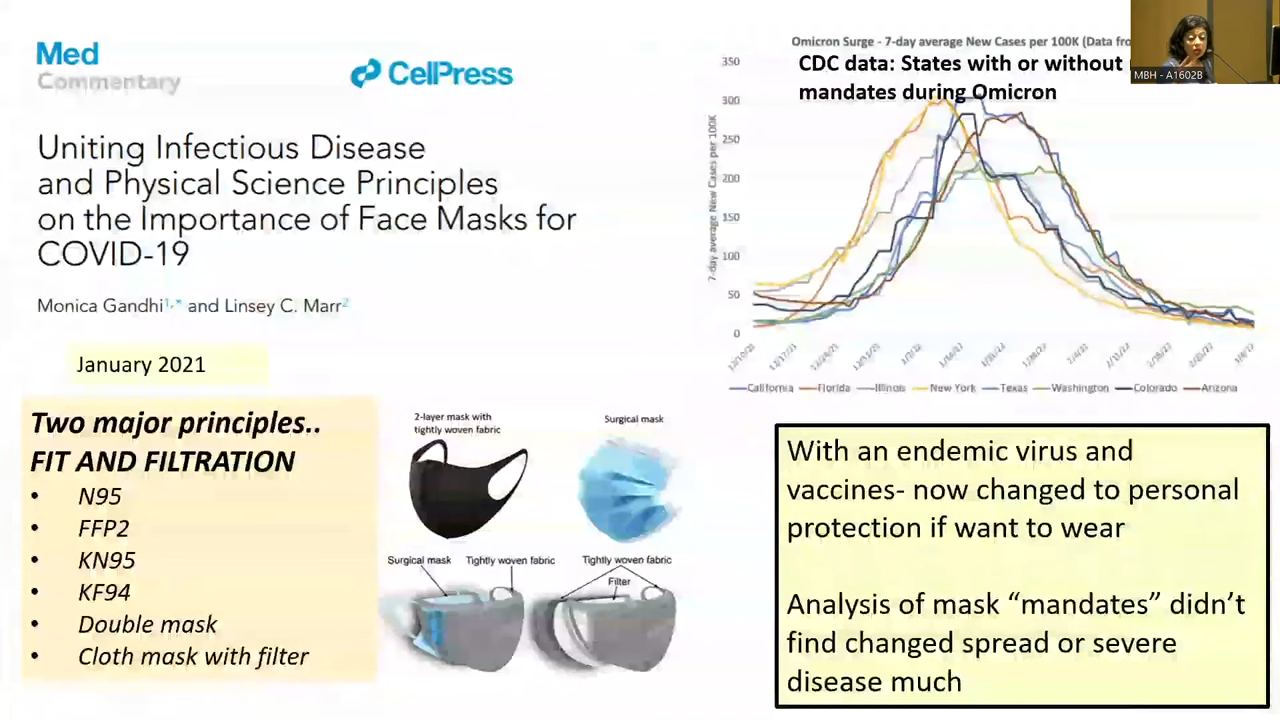 Med
Commentary
CellPress
Uniting Infectious Disease
and Physical Science Principles
on the Importance of Face Masks for
COVID-19
Monica Gandhi1,* and Linsey C. Marr2
January 2021
Two major principles..
FIT AND FILTRATION
• N95
• FFP2
• KN95
• KF94
• Double mask
• Cloth mask with filter
2-layer mask with
tightly woven fabric
Surgical mask
Surgical mask
Tightly woven fabric
Tightly woven fabric
Filter
Omicron Surge - 7-day average New Cases per 100K (Data
CDC data: States with or without
mandates during Omicron
MBH - A1602B
7-day average New Cases per 100K
350
300
250
200
150
100
50
0
California Florida Illinois New York Texas Washington Colorado Arizona
With an endemic virus and
vaccines- now changed to personal
protection if want to wear
Analysis of mask “mandates” didn’t
find changed spread or severe
disease much